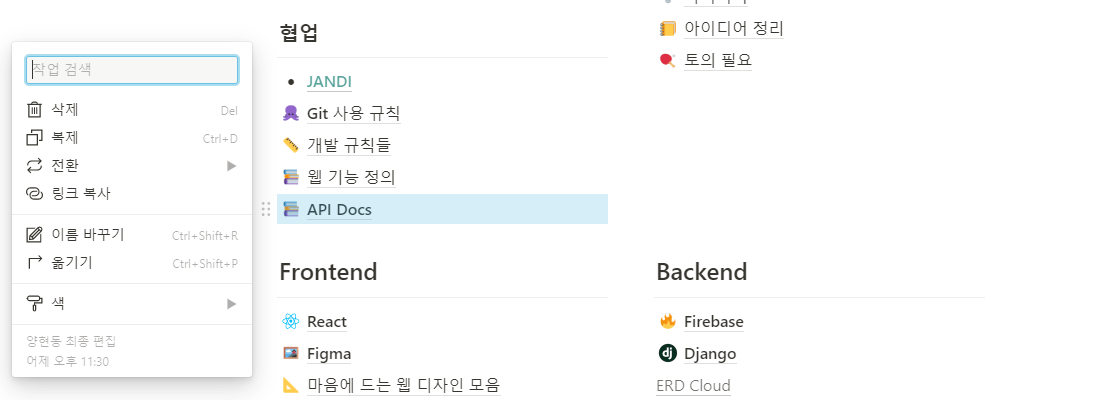 작업 검색
삭제 Del
복제 Ctrl+D
전환
링크 복사
이름 바꾸기 Ctrl+Shift+R
옮기기 Ctrl+Shift+P
색
양현동 최종 편집
어제 오후 11:30
협업
JANDI
Git 사용 규칙
개발 규칙들
웹 기능 정의
API Docs
아이디어 정리
토의 필요
Frontend
React
Figma
마음에 드는 웹 디자인 모음
Backend
Firebase
dj Django
ERD Cloud